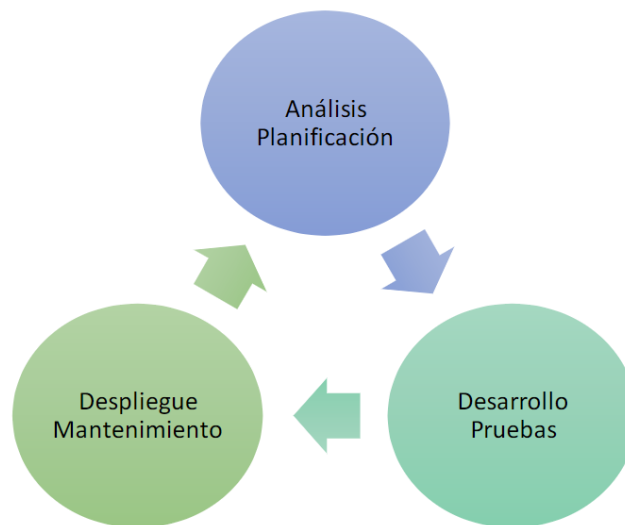 Análisis
Planificación
Desarrollo
Pruebas
Despliegue
Mantenimiento